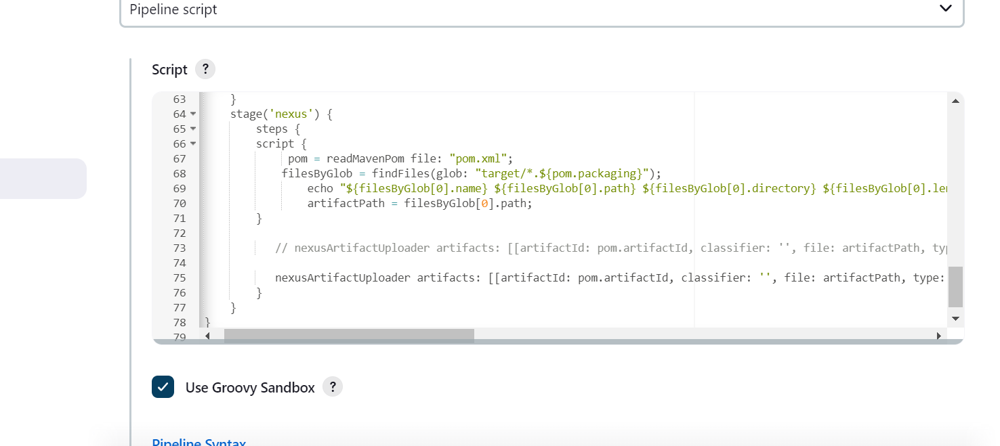 Pipeline script
Script ?
63 }
64 stage('nexus') {
65 steps {
66 script {
67 pom = readMavenPom file: "pom.xml";
68 filesByGlob = findFiles(glob: "target/*.${pom.packaging}");
69 echo "${filesByGlob[0].name} ${filesByGlob[0].path} ${filesByGlob[0].directory} ${filesByGlob[0].len
70 artifactPath = filesByGlob[0].path;
71 }
72
73 // nexusArtifactUploader artifacts: [[artifactId: pom.artifactId, classifier: '', file: artifactPath, typ
74
75 nexusArtifactUploader artifacts: [[artifactId: pom.artifactId, classifier: '', file: artifactPath, type:
76 }
77 }
78 }
79
Use Groovy Sandbox ?
Pipeline Syntax